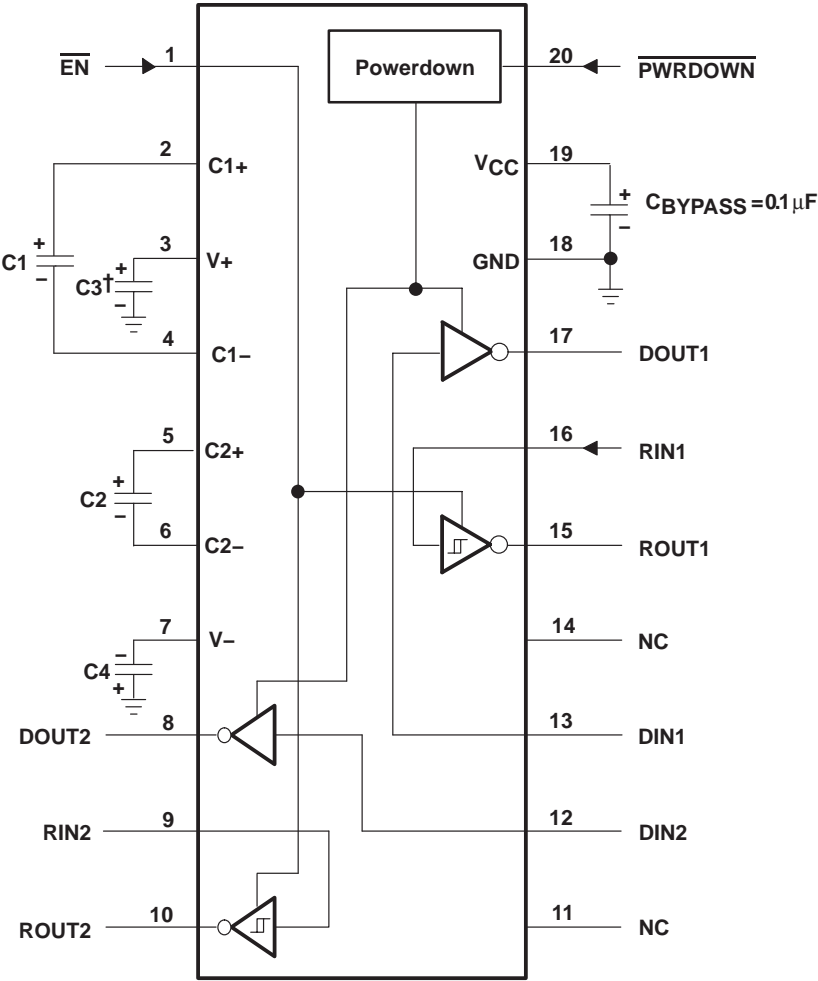 EN
1
Powerdown
20
PWRDOWN
2
C1+
VCC
19
+
CBYPASS = 0.1 µF
−
C1
+
−
3
V+
C3†
+
−
18
GND
4
C1−
17
DOUT1
5
C2+
16
RIN1
C2
+
−
6
C2−
15
ROUT1
7
V−
14
NC
C4
−
+
DOUT2
8
13
DIN1
RIN2
9
12
DIN2
ROUT2
10
11
NC